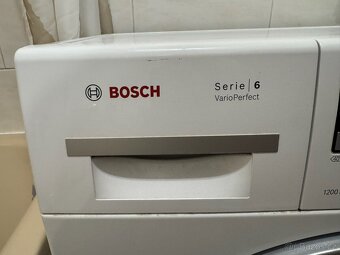 BOSCH
Serie | 6
VarioPerfect
1200